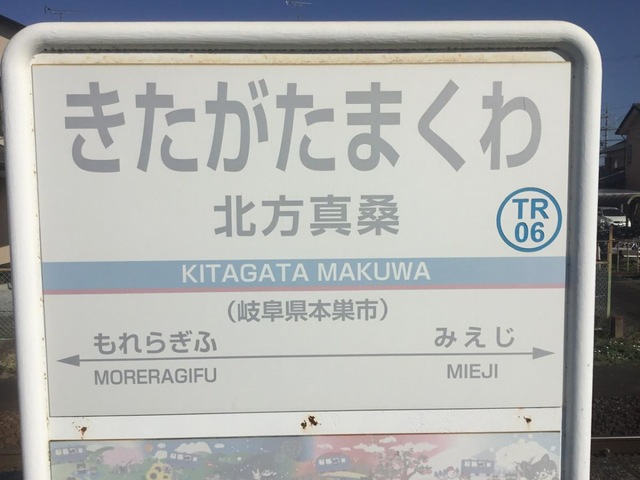 きたがたまくわ
北方真桑
TR
06
KITAGATA MAKUWA
(岐阜県本巣市)
もれらぎふ みえじ
MORERAGIFU MIEJI